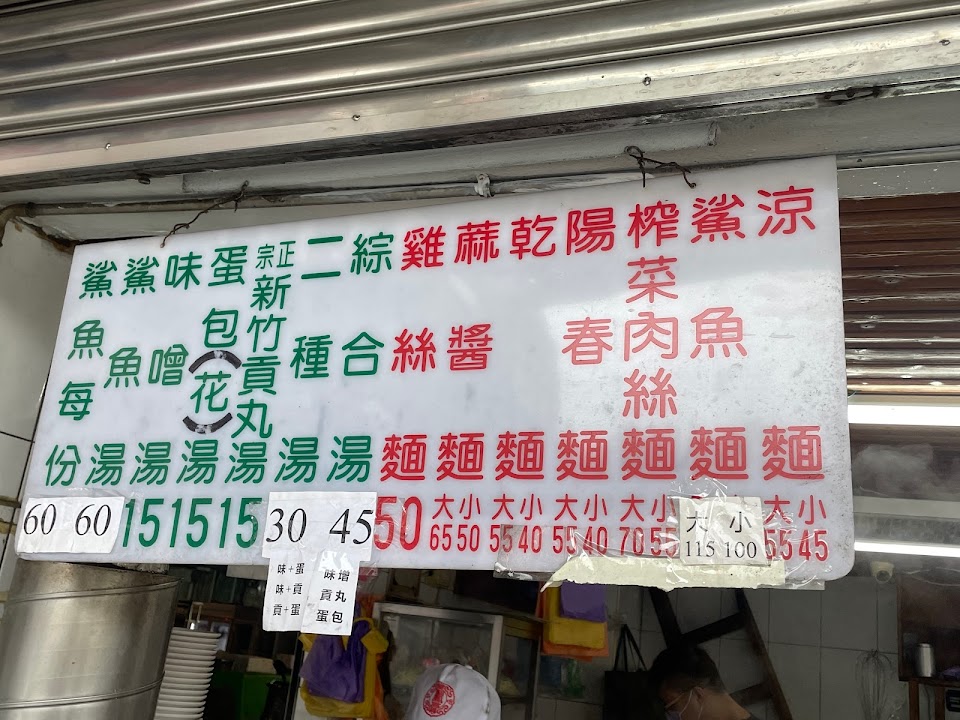 涼麵 大55 小45
鯊魚麵 大115 小100
榨菜肉絲麵 大70 小
陽春麵 大55 小40
乾麵 大55 小40
麻醬麵 大65 小50
雞絲麵 50
綜合湯 45
味增
貢丸
蛋包
二種湯 30
味+蛋
味+貢
貢+蛋
正宗新竹貢丸湯 15
蛋包(花)湯 15
味噌湯 15
鯊魚湯 60
鯊魚每份 60